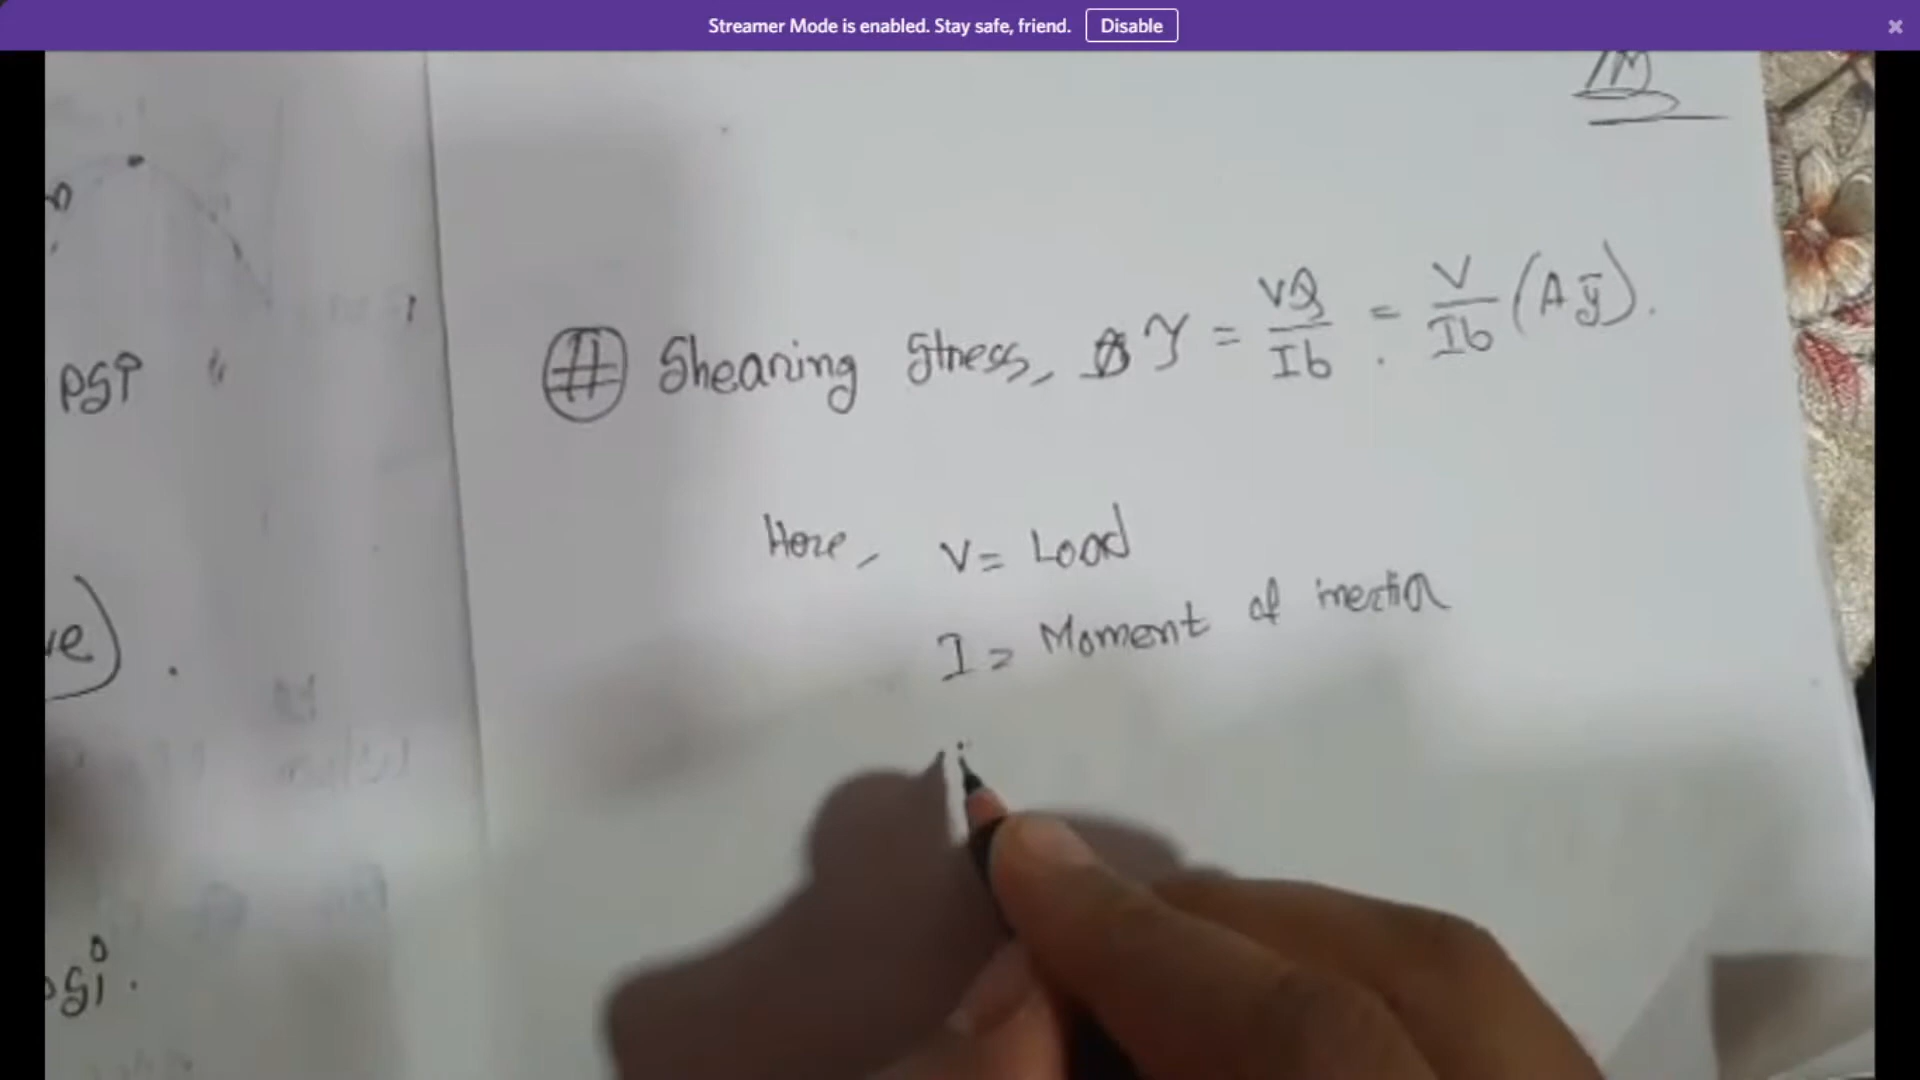 Streamer Mode is enabled. Stay safe, friend. Disable
PSI
# Shearing Stress, τ = VQ/Ib = V/Ib (Aȳ).
Here, V = Load
I = Moment of inertia
ve) .
psi.